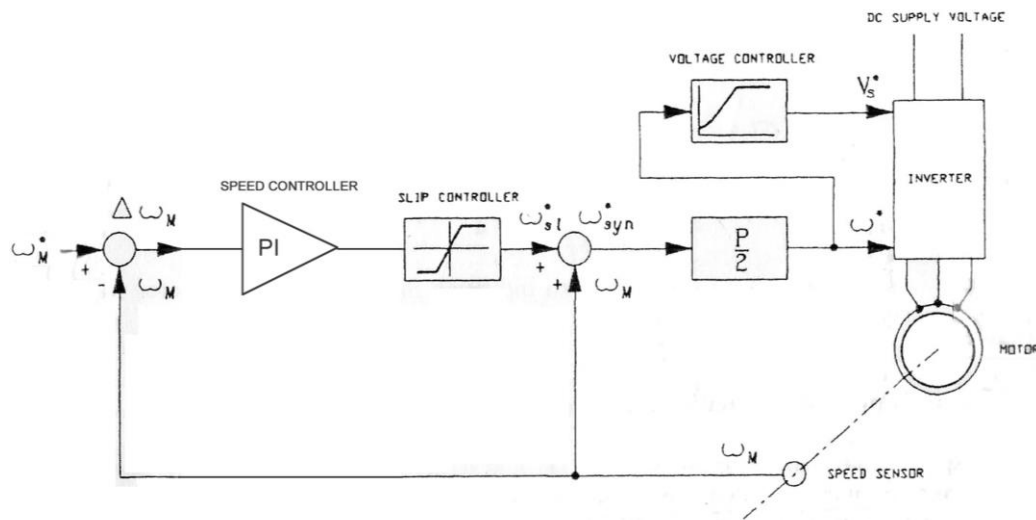 DC SUPPLY VOLTAGE
VOLTAGE CONTROLLER
V*s
SPEED CONTROLLER
SLIP CONTROLLER
INVERTER
Δ ωM
ω*sl
ω*syn
ω*
ω*M
PI
P/2
+
-
ωM
+
+
ωM
MOTOR
ωM
SPEED SENSOR